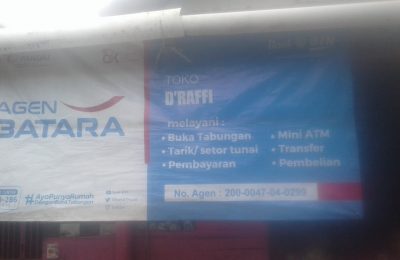 TOKO
D'RAFFI
melayani :
• Buka Tabungan
• Tarik/ setor tunai
• Pembayaran
• Mini ATM
• Transfer
• Pembelian
No. Agen : 200-0047-04-0299
AGEN
BATARA
#AyoPunyaRumah